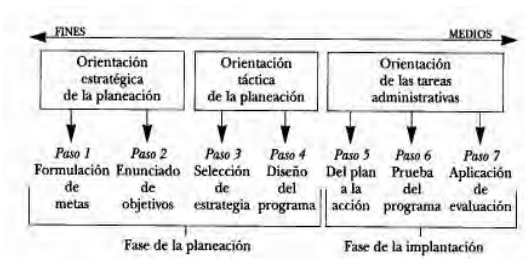 FINES MEDIOS
Orientación
estratégica
de la planeación
Orientación
táctica
de la planeación
Orientación
de las tareas
administrativas
Paso 1
Formulación
de
metas
Paso 2
Enunciado
de
objetivos
Paso 3
Selección
de
estrategia
Paso 4
Diseño
del
programa
Paso 5
Del plan
a la
acción
Paso 6
Prueba
del
programa
Paso 7
Aplicación
de
evaluación
Fase de la planeación
Fase de la implantación